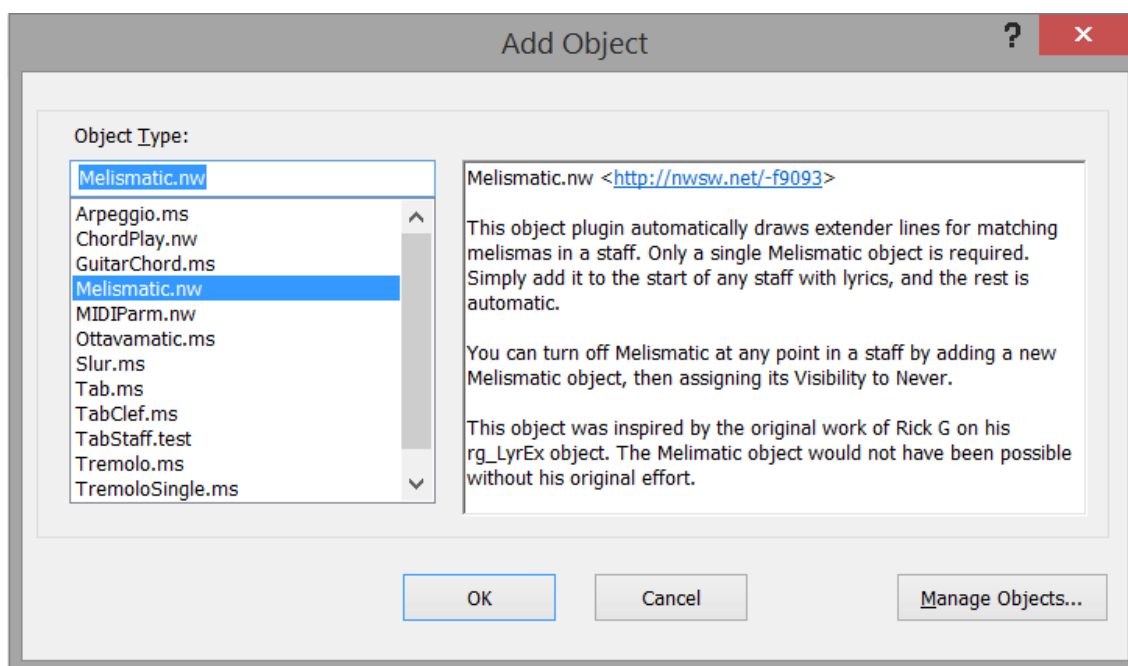 Add Object
?
Object Type:
Melismatic.nw
Arpeggio.ms
ChordPlay.nw
GuitarChord.ms
Melismatic.nw
MIDIParm.nw
Ottavamatic.ms
Slur.ms
Tab.ms
TabClef.ms
TabStaff.test
Tremolo.ms
TremoloSingle.ms
Melismatic.nw <http://nwsw.net/-f9093>
This object plugin automatically draws extender lines for matching
melismas in a staff. Only a single Melismatic object is required.
Simply add it to the start of any staff with lyrics, and the rest is
automatic.
You can turn off Melismatic at any point in a staff by adding a new
Melismatic object, then assigning its Visibility to Never.
This object was inspired by the original work of Rick G on his
rg_LyrEx object. The Melimatic object would not have been possible
without his original effort.
OK
Cancel
Manage Objects...